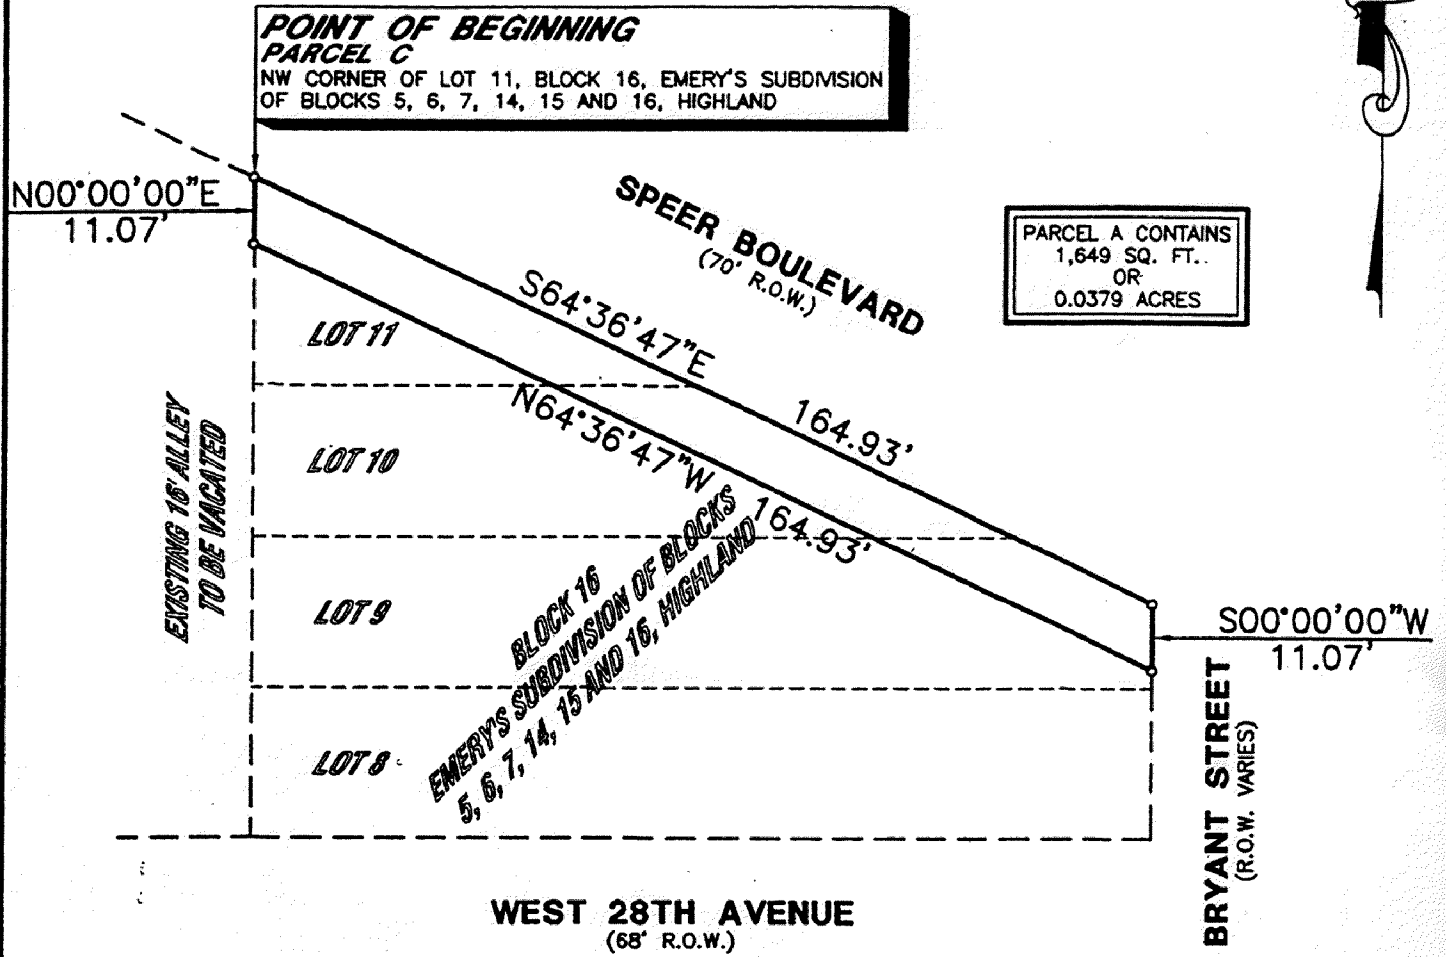 POINT OF BEGINNING
PARCEL C
NW CORNER OF LOT 11, BLOCK 16, EMERY'S SUBDIVISION
OF BLOCKS 5, 6, 7, 14, 15 AND 16, HIGHLAND
N00°00'00"E
11.07'
SPEER BOULEVARD
(70' R.O.W.)
PARCEL A CONTAINS
1,649 SQ. FT..
OR
0.0379 ACRES
S64°36'47"E
164.93'
LOT 11
N64°36'47"W
164.93'
LOT 10
EXISTING 16' ALLEY
TO BE VACATED
LOT 9
BLOCK 16
EMERY'S SUBDIVISION OF BLOCKS
5, 6, 7, 14, 15 AND 16, HIGHLAND
S00°00'00"W
11.07'
LOT 8
BRYANT STREET
(R.O.W. VARIES)
WEST 28TH AVENUE
(68' R.O.W.)